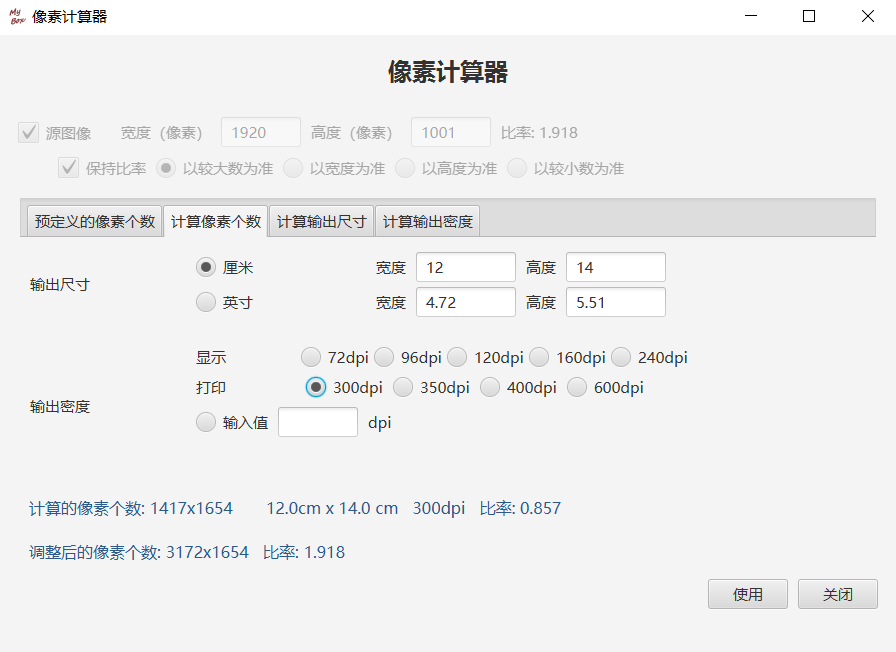 My Box 像素计算器
像素计算器
源图像 宽度（像素） 1920 高度（像素） 1001 比率: 1.918
保持比率 以较大数为准 以宽度为准 以高度为准 以较小数为准
预定义的像素个数 计算像素个数 计算输出尺寸 计算输出密度
输出尺寸
厘米 宽度 12 高度 14
英寸 宽度 4.72 高度 5.51
输出密度
显示 72dpi 96dpi 120dpi 160dpi 240dpi
打印 300dpi 350dpi 400dpi 600dpi
输入值 dpi
计算的像素个数: 1417x1654 12.0cm x 14.0 cm 300dpi 比率: 0.857
调整后的像素个数: 3172x1654 比率: 1.918
使用 关闭